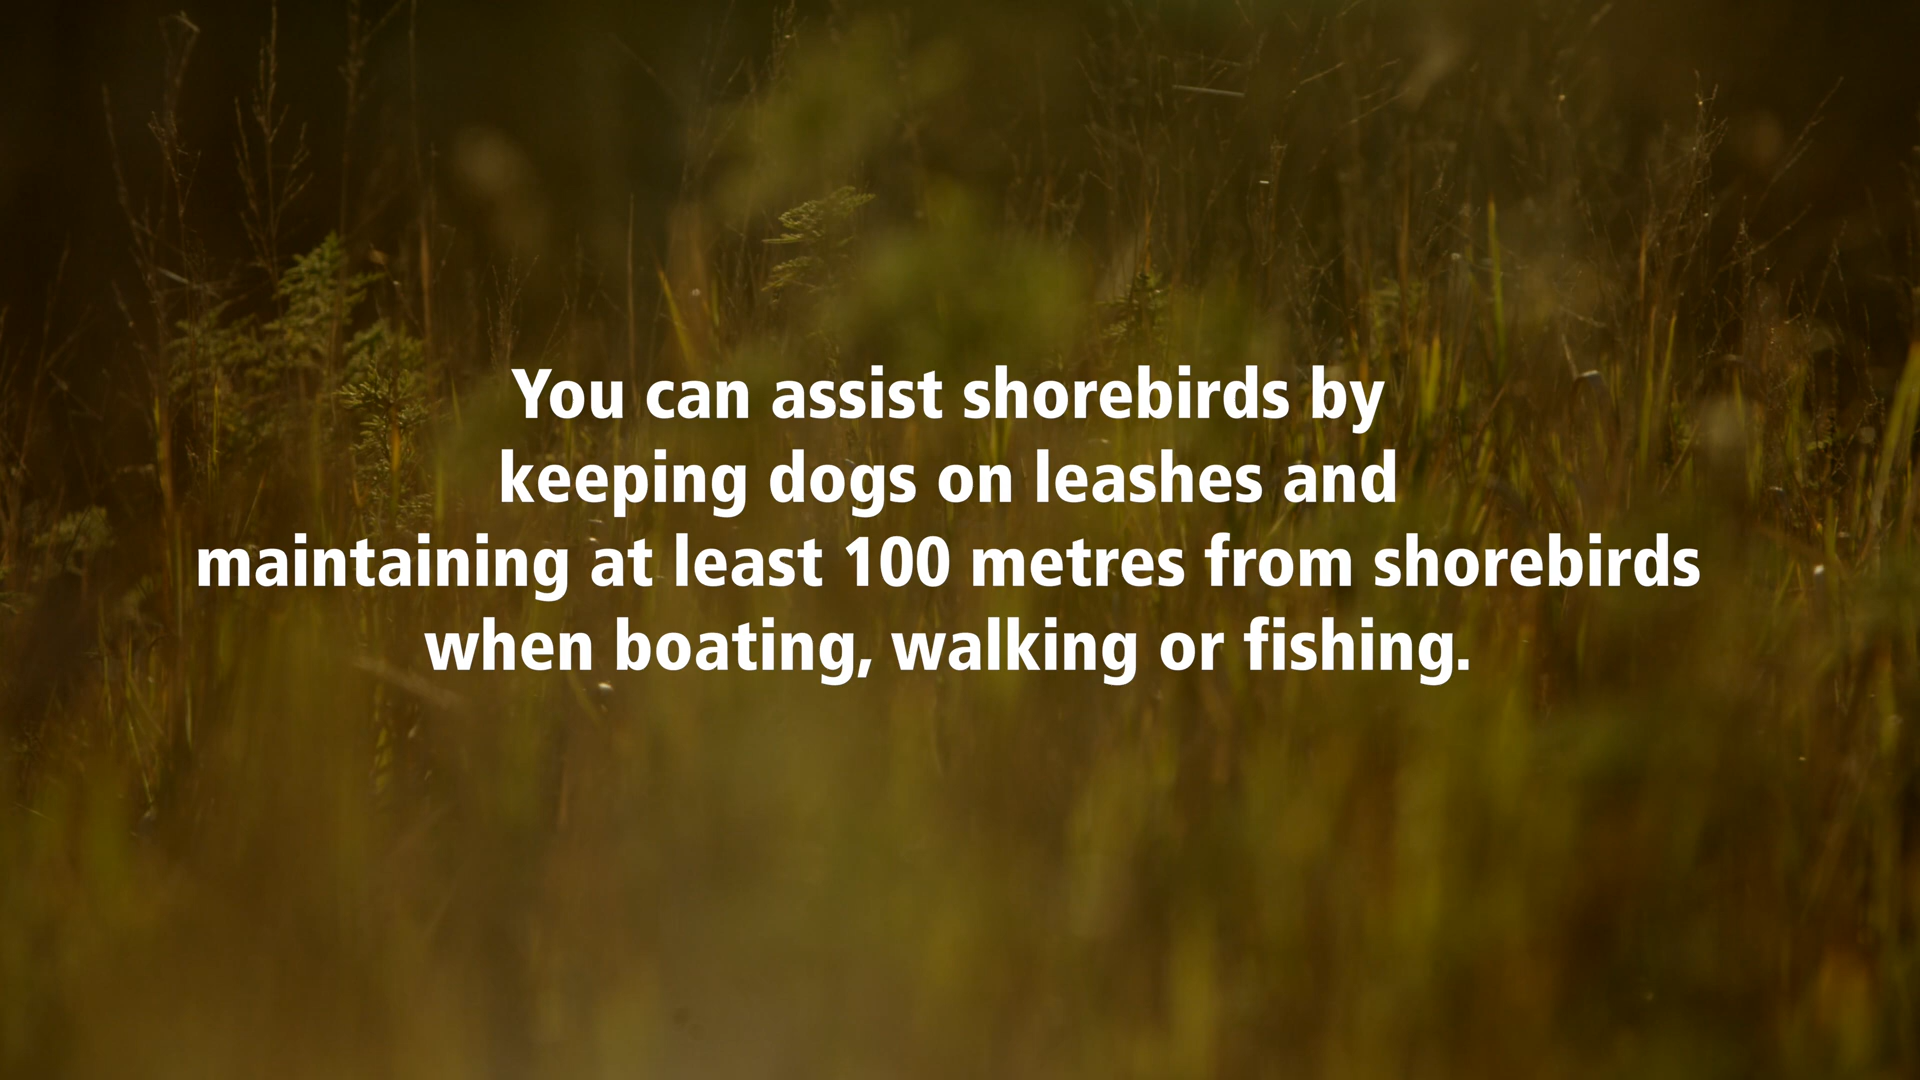 You can assist shorebirds by
keeping dogs on leashes and
maintaining at least 100 metres from shorebirds
when boating, walking or fishing.